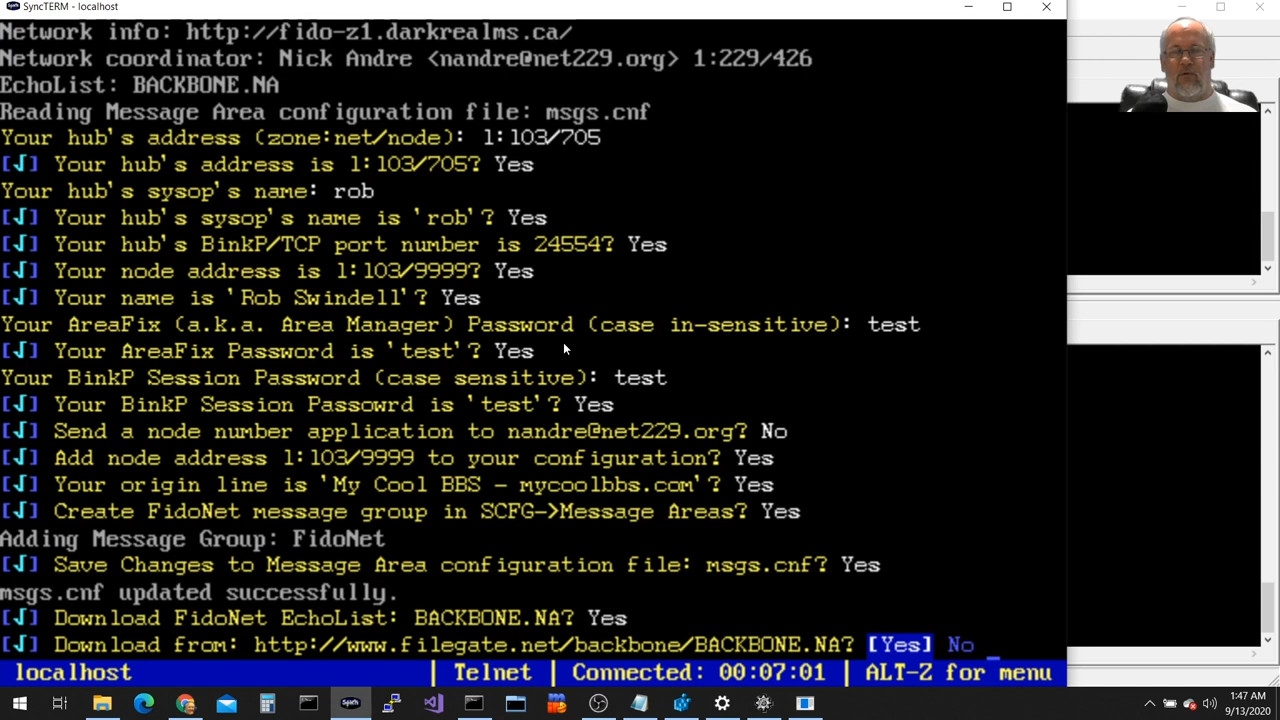 SyncTERM - localhost
Network info: http://fido-z1.darkrealms.ca/
Network coordinator: Nick Andre <nandre@net229.org> 1:229/426
EchoList: BACKBONE.NA
Reading Message Area configuration file: msgs.cnf
Your hub's address (zone:net/node): 1:103/705
[√] Your hub's address is 1:103/705? Yes
Your hub's sysop's name: rob
[√] Your hub's sysop's name is 'rob'? Yes
[√] Your hub's BinkP/TCP port number is 24554? Yes
[√] Your node address is 1:103/9999? Yes
[√] Your name is 'Rob Swindell'? Yes
Your AreaFix (a.k.a. Area Manager) Password (case in-sensitive): test
[√] Your AreaFix Password is 'test'? Yes
Your BinkP Session Password (case sensitive): test
[√] Your BinkP Session Passowrd is 'test'? Yes
[√] Send a node number application to nandre@net229.org? No
[√] Add node address 1:103/9999 to your configuration? Yes
[√] Your origin line is 'My Cool BBS - mycoolbbs.com'? Yes
[√] Create FidoNet message group in SCFG->Message Areas? Yes
Adding Message Group: FidoNet
[√] Save Changes to Message Area configuration file: msgs.cnf? Yes
msgs.cnf updated successfully.
[√] Download FidoNet EchoList: BACKBONE.NA? Yes
[√] Download from: http://www.filegate.net/backbone/BACKBONE.NA? [Yes] No _
localhost | Telnet | Connected: 00:07:01 | ALT-Z for menu
1:47 AM
9/13/2020